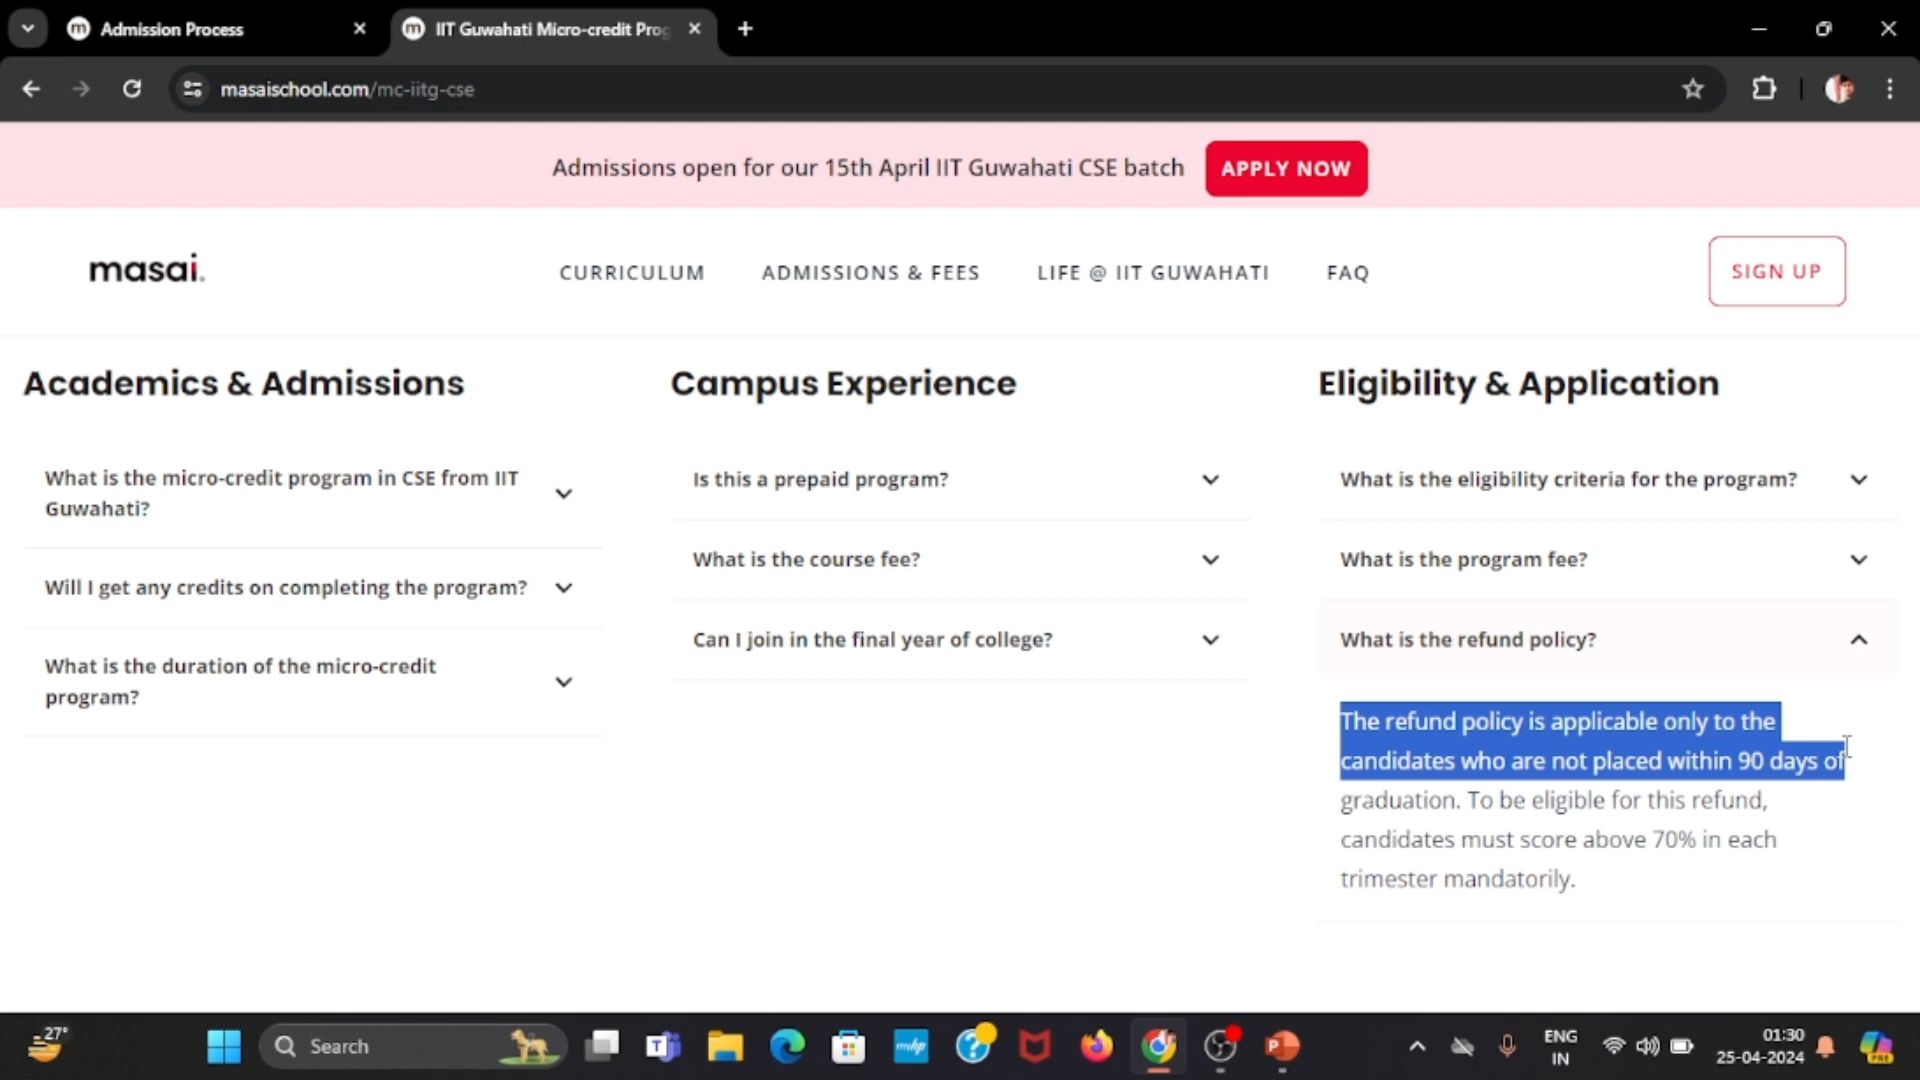 Admission Process
IIT Guwahati Micro-credit Prog
masaischool.com/mc-iitg-cse
Admissions open for our 15th April IIT Guwahati CSE batch
APPLY NOW
masai.
CURRICULUM
ADMISSIONS & FEES
LIFE @ IIT GUWAHATI
FAQ
SIGN UP
Academics & Admissions
What is the micro-credit program in CSE from IIT
Guwahati?
Will I get any credits on completing the program?
What is the duration of the micro-credit
program?
Campus Experience
Is this a prepaid program?
What is the course fee?
Can I join in the final year of college?
Eligibility & Application
What is the eligibility criteria for the program?
What is the program fee?
What is the refund policy?
The refund policy is applicable only to the
candidates who are not placed within 90 days of
graduation. To be eligible for this refund,
candidates must score above 70% in each
trimester mandatorily.
27°
Search
myhp
ENG
IN
01:30
25-04-2024
PRE